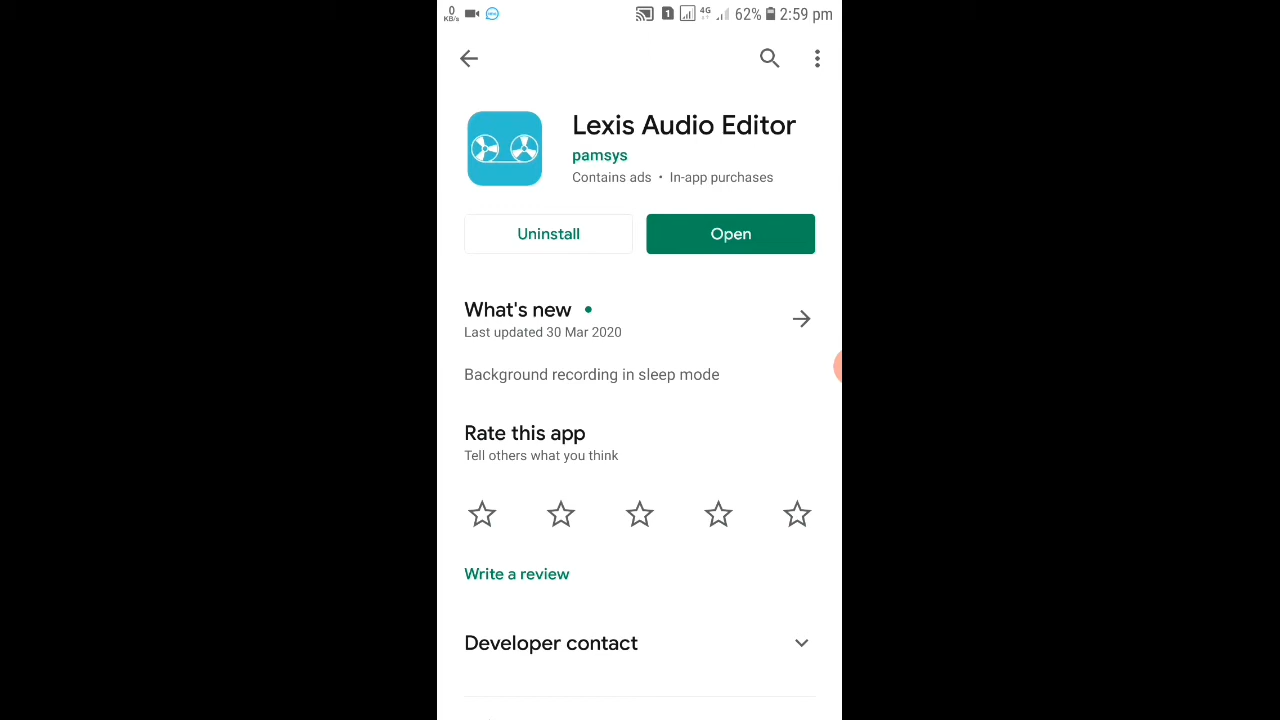 0
KB/s
1 4G 62% 2:59 pm
Lexis Audio Editor
pamsys
Contains ads • In-app purchases
Uninstall
Open
What's new •
Last updated 30 Mar 2020
Background recording in sleep mode
Rate this app
Tell others what you think
Write a review
Developer contact